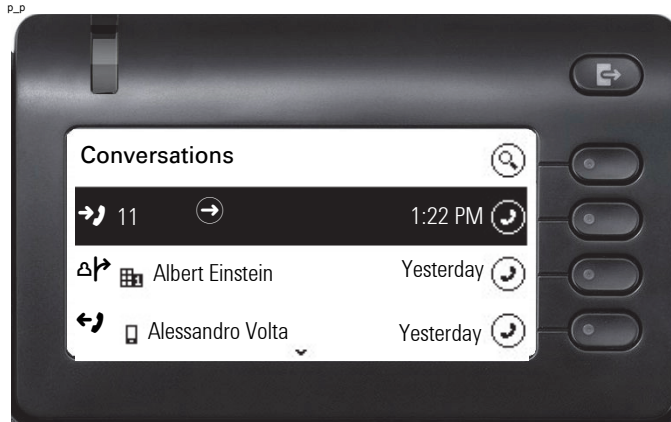 p_p
Conversations
11 1:22 PM
Albert Einstein Yesterday
Alessandro Volta Yesterday